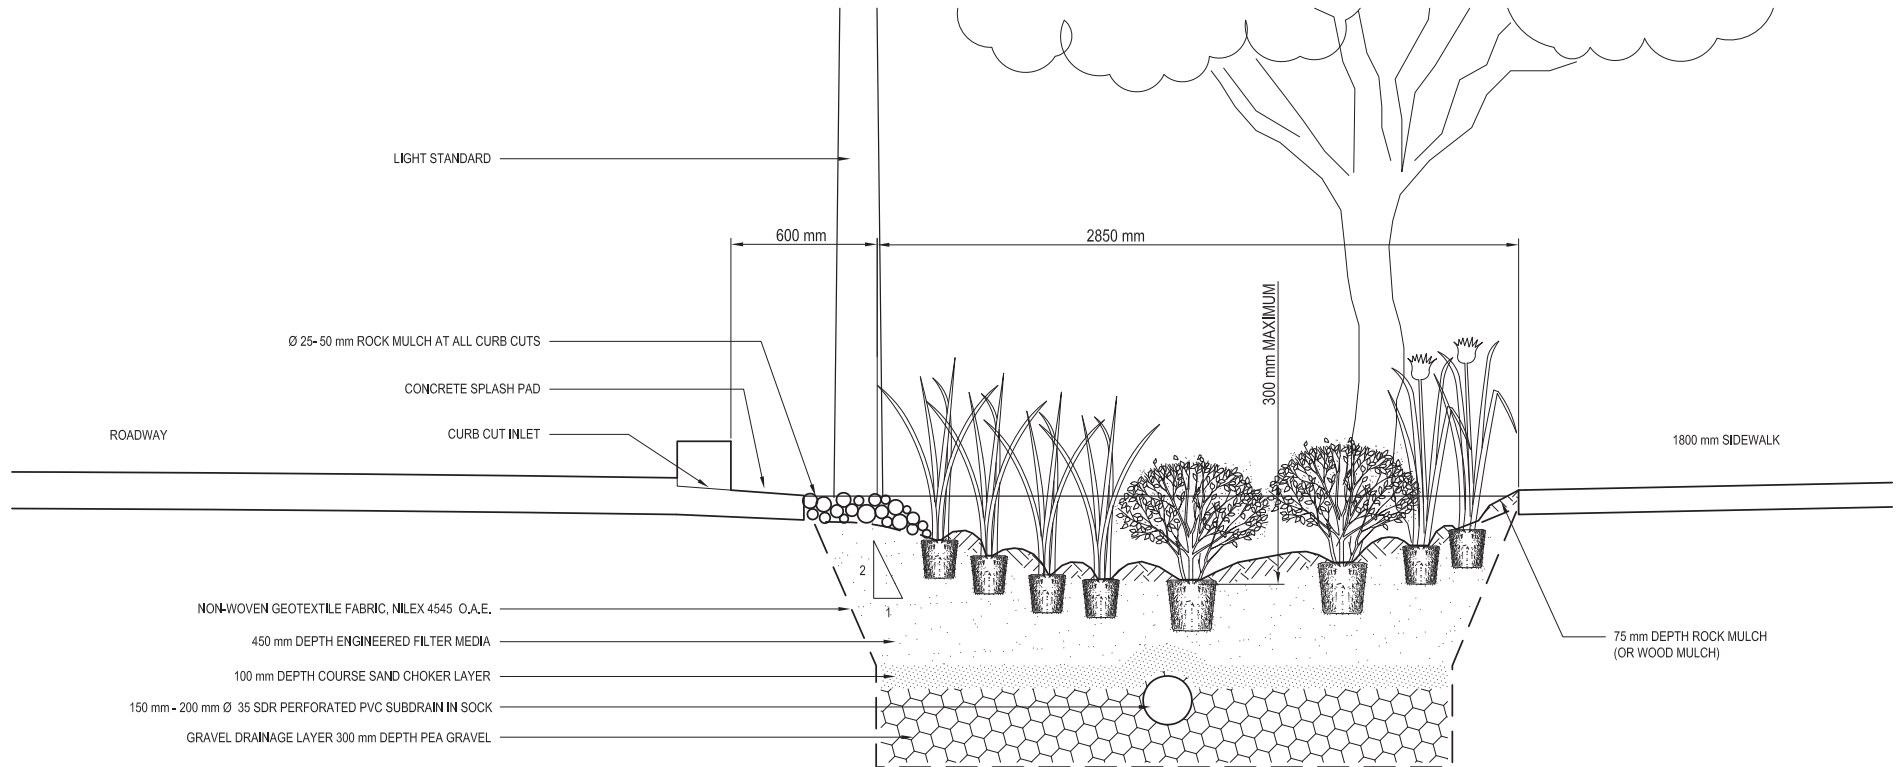 LIGHT STANDARD
600 mm
2850 mm
300 mm MAXIMUM
Ø 25- 50 mm ROCK MULCH AT ALL CURB CUTS
CONCRETE SPLASH PAD
CURB CUT INLET
ROADWAY
1800 mm SIDEWALK
2
1
NON-WOVEN GEOTEXTILE FABRIC, NILEX 4545 O.A.E.
450 mm DEPTH ENGINEERED FILTER MEDIA
100 mm DEPTH COURSE SAND CHOKER LAYER
150 mm - 200 mm Ø 35 SDR PERFORATED PVC SUBDRAIN IN SOCK
GRAVEL DRAINAGE LAYER 300 mm DEPTH PEA GRAVEL
75 mm DEPTH ROCK MULCH
(OR WOOD MULCH)